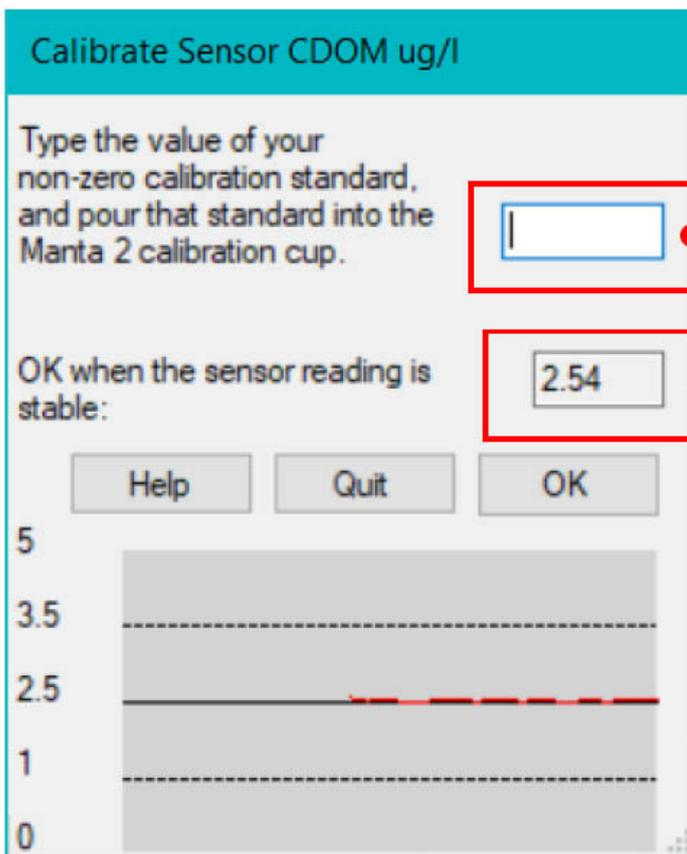 Calibrate Sensor CDOM ug/l
Type the value of your
non-zero calibration standard,
and pour that standard into the
Manta 2 calibration cup.
OK when the sensor reading is
stable:
2.54
Help Quit OK
5
3.5
2.5
1
0